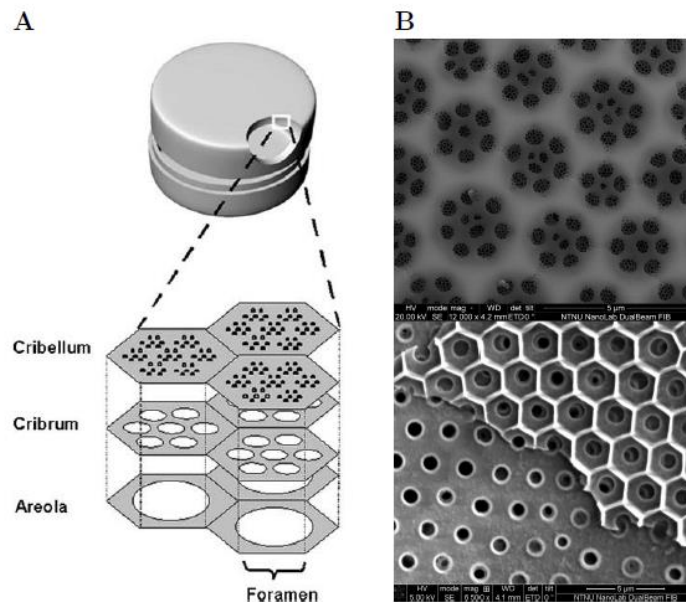 A
B
Cribellum
Cribrum
Areola
Foramen
HV mode mag WD det tilt 5 µm
20.00 kV SE 12 000 x 4.2 mm ETD 0° NTNU NanoLab DualBeam FIB
HV mode mag WD det tilt 5 µm
5.00 kV SE 6 500 x 4.1 mm ETD 0° NTNU NanoLab DualBeam FIB